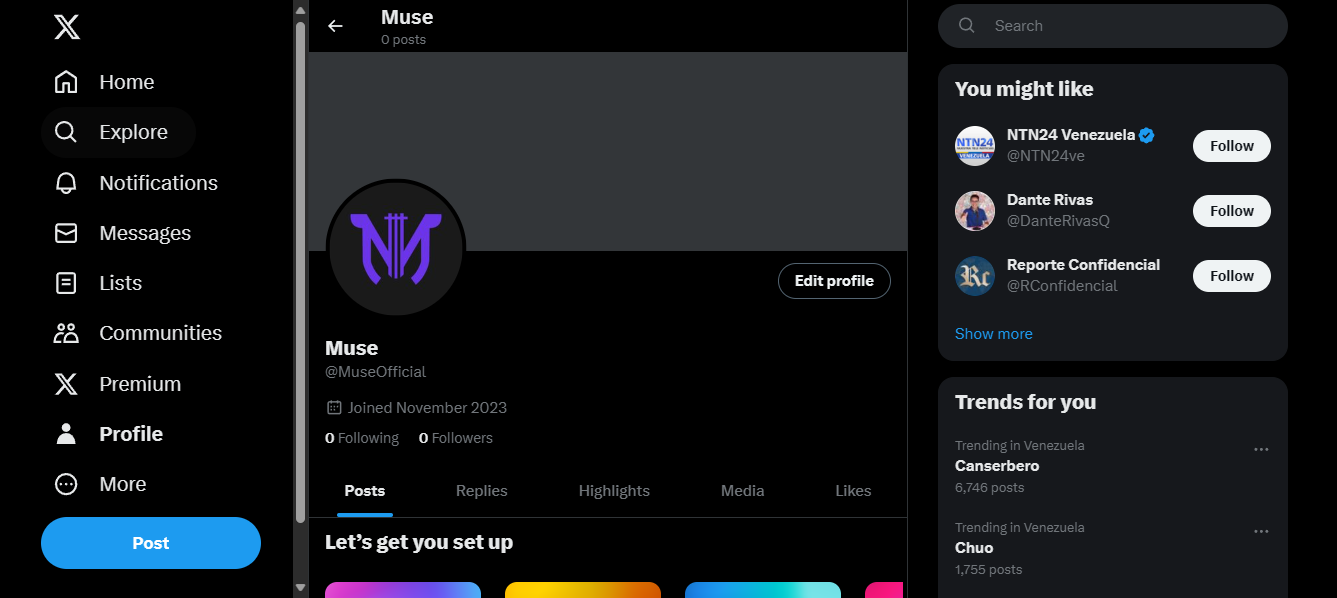 Home
Explore
Notifications
Messages
Lists
Communities
Premium
Profile
More
Post
Muse
0 posts
Edit profile
Muse
@MuseOfficial
Joined November 2023
0 Following 0 Followers
Posts Replies Highlights Media Likes
Let's get you set up
Search
You might like
NTN24
VENEZUELA
NTN24 Venezuela
@NTN24ve
Follow
Dante Rivas
@DanteRivasQ
Follow
Rc
Reporte Confidencial
@RConfidencial
Follow
Show more
Trends for you
Trending in Venezuela
Canserbero
6,746 posts
Trending in Venezuela
Chuo
1,755 posts